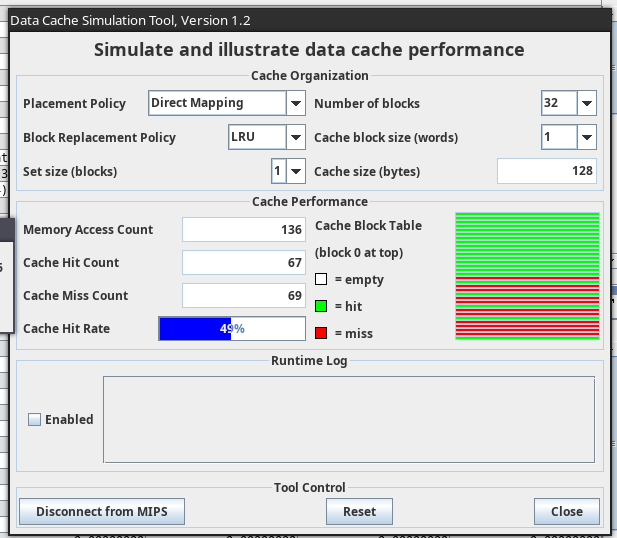 Data Cache Simulation Tool, Version 1.2
Simulate and illustrate data cache performance
Cache Organization
Placement Policy Direct Mapping Number of blocks 32
Block Replacement Policy LRU Cache block size (words) 1
Set size (blocks) 1 Cache size (bytes) 128
Cache Performance
Memory Access Count 136 Cache Block Table
(block 0 at top)
Cache Hit Count 67
= empty
Cache Miss Count 69
= hit
Cache Hit Rate 49%
= miss
Runtime Log
Enabled
Tool Control
Disconnect from MIPS Reset Close